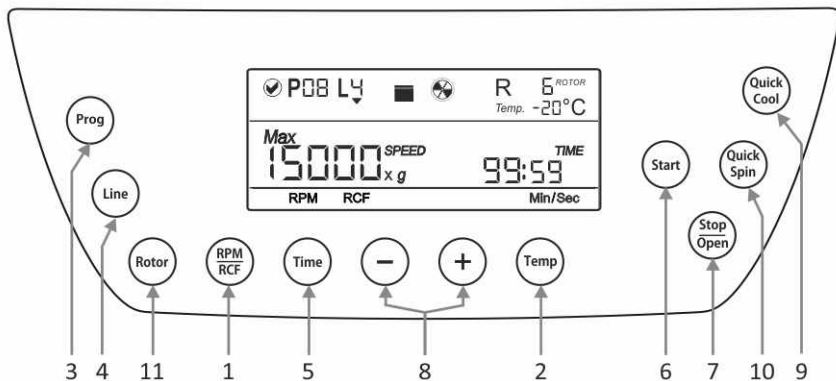 P08 L4 R 6 ROTOR
Temp. -20°C
Max
15000 SPEED x g 99:59 TIME
RPM RCF Min/Sec
Quick
Cool
Prog
Start
Quick
Spin
Line
Stop
Open
Rotor
RPM
RCF
Time
−
+
Temp
3 4 11 1 5 8 2 6 7 10 9